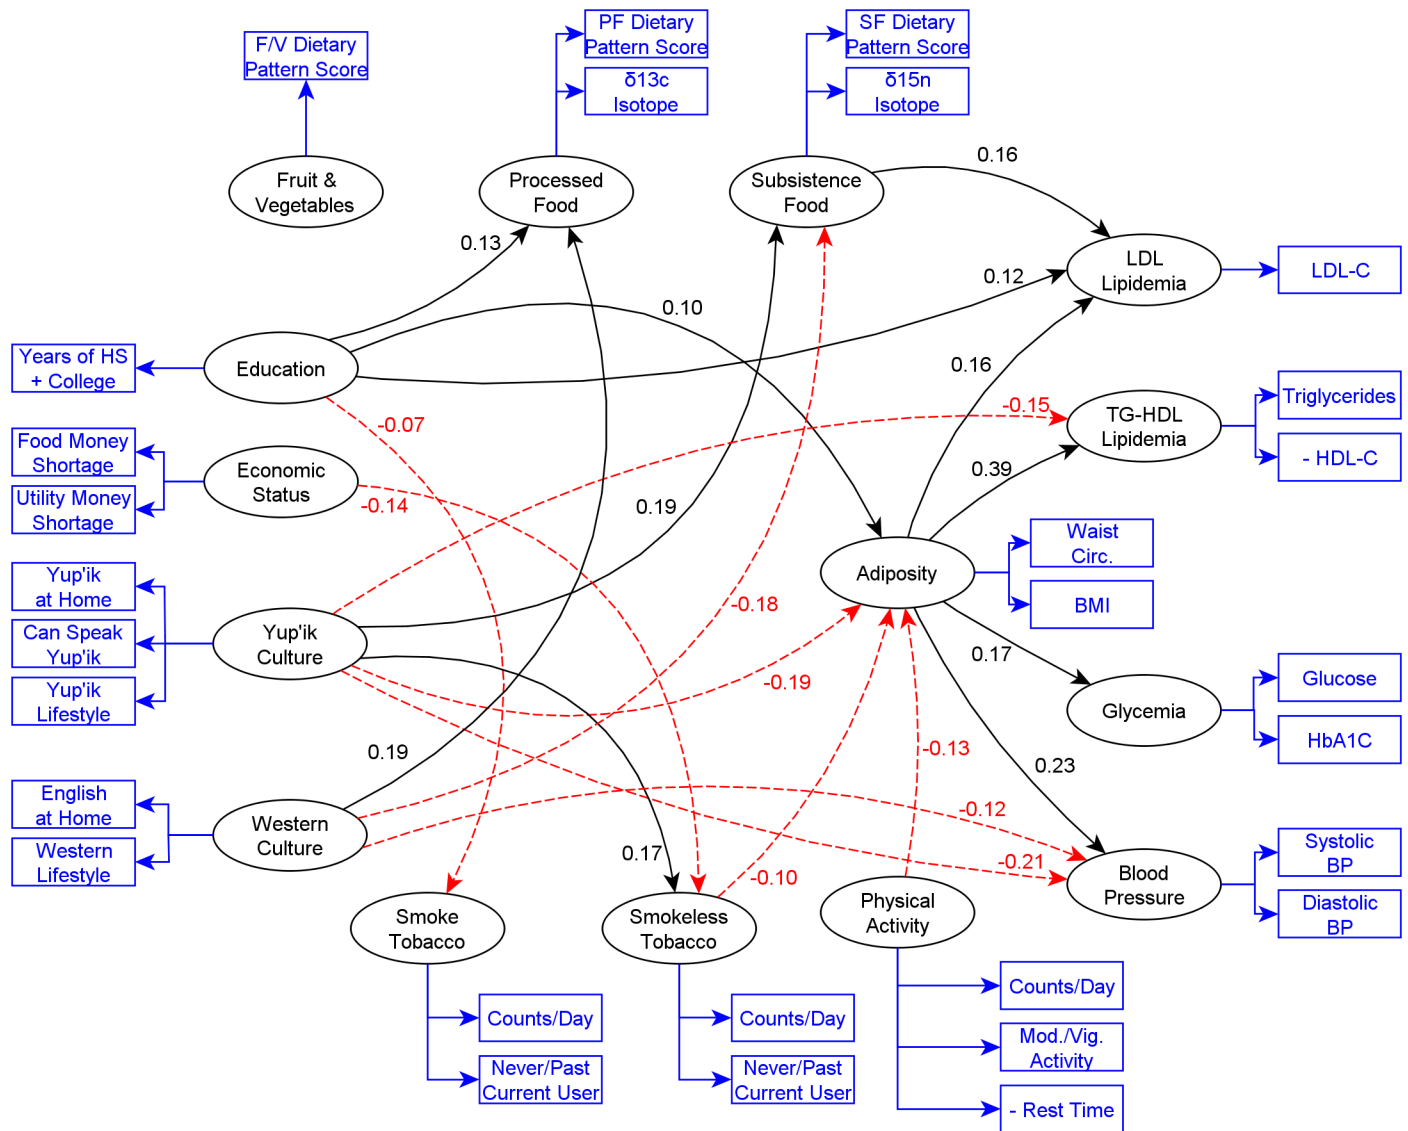 F/V Dietary
Pattern Score
PF Dietary
Pattern Score
δ13c
Isotope
SF Dietary
Pattern Score
δ15n
Isotope
Fruit &
Vegetables
Processed
Food
Subsistence
Food
0.16
0.13
LDL
Lipidemia
LDL-C
0.12
0.10
Years of HS
+ College
Education
0.16
-0.07
-0.15
TG-HDL
Lipidemia
Triglycerides
- HDL-C
Food Money
Shortage
Utility Money
Shortage
Economic
Status
0.39
-0.14
0.19
Waist
Circ.
BMI
Adiposity
Yup'ik
at Home
Can Speak
Yup'ik
Yup'ik
Lifestyle
Yup'ik
Culture
-0.18
0.17
-0.19
Glycemia
Glucose
HbA1C
0.19
-0.13
0.23
English
at Home
Western
Lifestyle
Western
Culture
-0.12
0.17
-0.21
-0.10
Blood
Pressure
Systolic
BP
Diastolic
BP
Smoke
Tobacco
Smokeless
Tobacco
Physical
Activity
Counts/Day
Never/Past
Current User
Counts/Day
Never/Past
Current User
Counts/Day
Mod./Vig.
Activity
- Rest Time